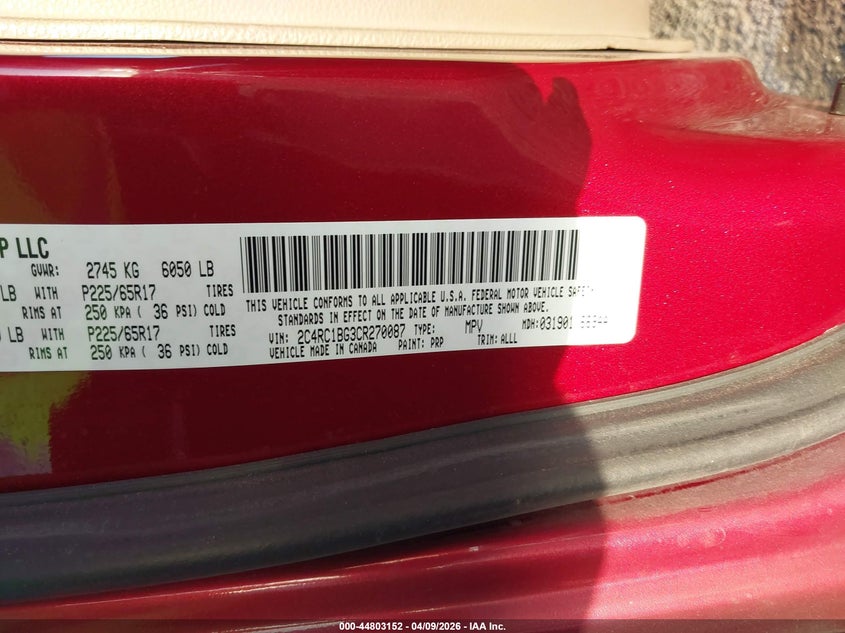 P LLC
GVWR: 2745 KG 6050 LB
LB WITH P225/65R17 TIRES
RIMS AT 250 KPA ( 36 PSI) COLD
LB WITH P225/65R17 TIRES
RIMS AT 250 KPA ( 36 PSI) COLD
THIS VEHICLE CONFORMS TO ALL APPLICABLE U.S.A. FEDERAL MOTOR VEHICLE SAFETY
STANDARDS IN EFFECT ON THE DATE OF MANUFACTURE SHOWN ABOVE.
VIN: 2C4RC1BG3CR270087 TYPE: MPV MDH: 031901
VEHICLE MADE IN CANADA PAINT: PRP TRIM: ALLL
000-44803152 - 04/09/2026 - IAA Inc.